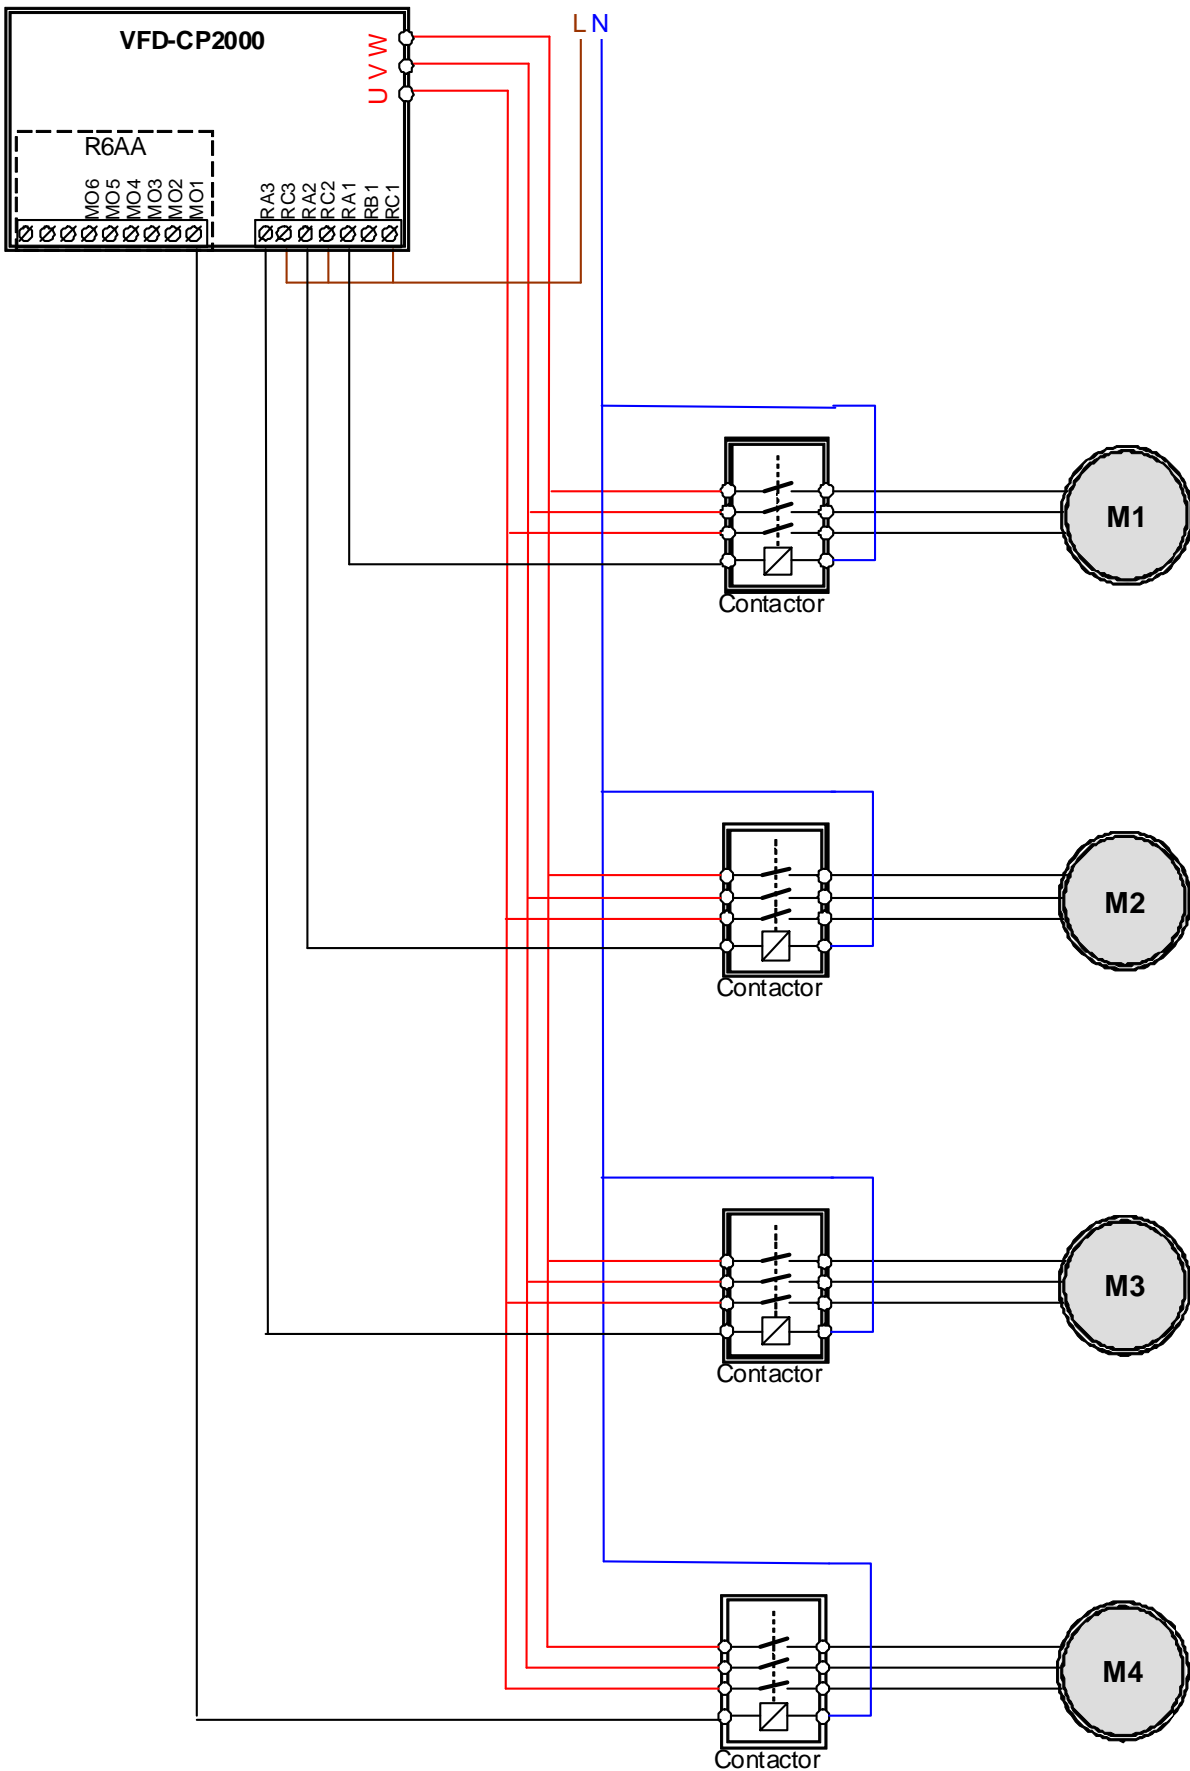 L N
VFD-CP2000
W
V
U
R6AA
MO6
MO5
MO4
MO3
MO2
MO1
RA3
RC3
RA2
RC2
RA1
RB1
RC1
M1
Contactor
M2
Contactor
M3
Contactor
M4
Contactor